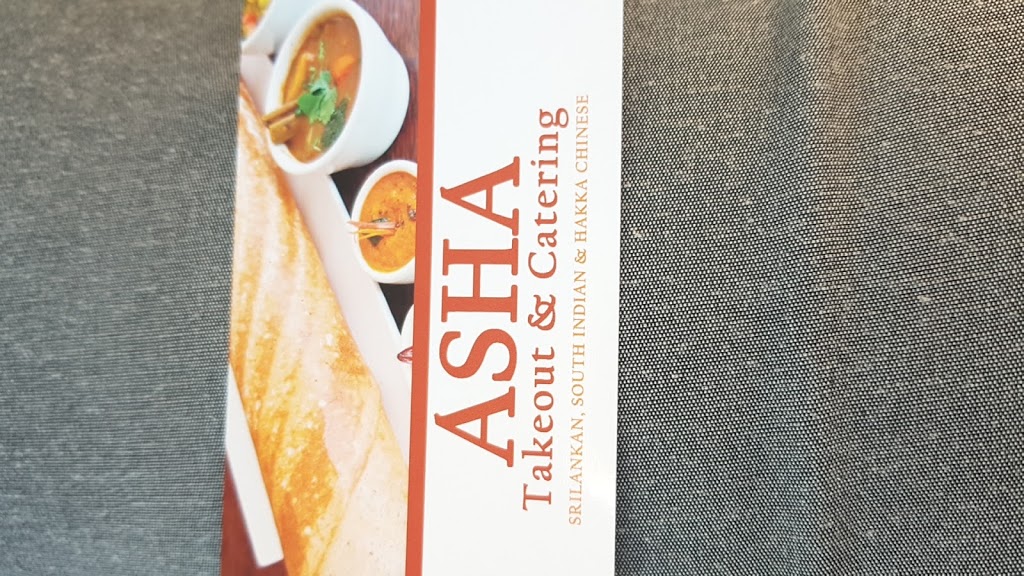 ASHA
Takeout & Catering
SRILANKAN, SOUTH INDIAN & HAKKA CHINESE